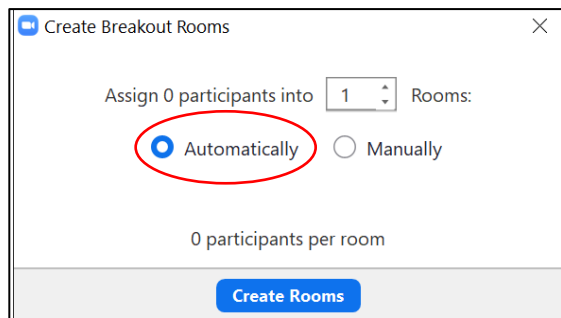 Create Breakout Rooms
Assign 0 participants into 1 Rooms:
Automatically Manually
0 participants per room
Create Rooms